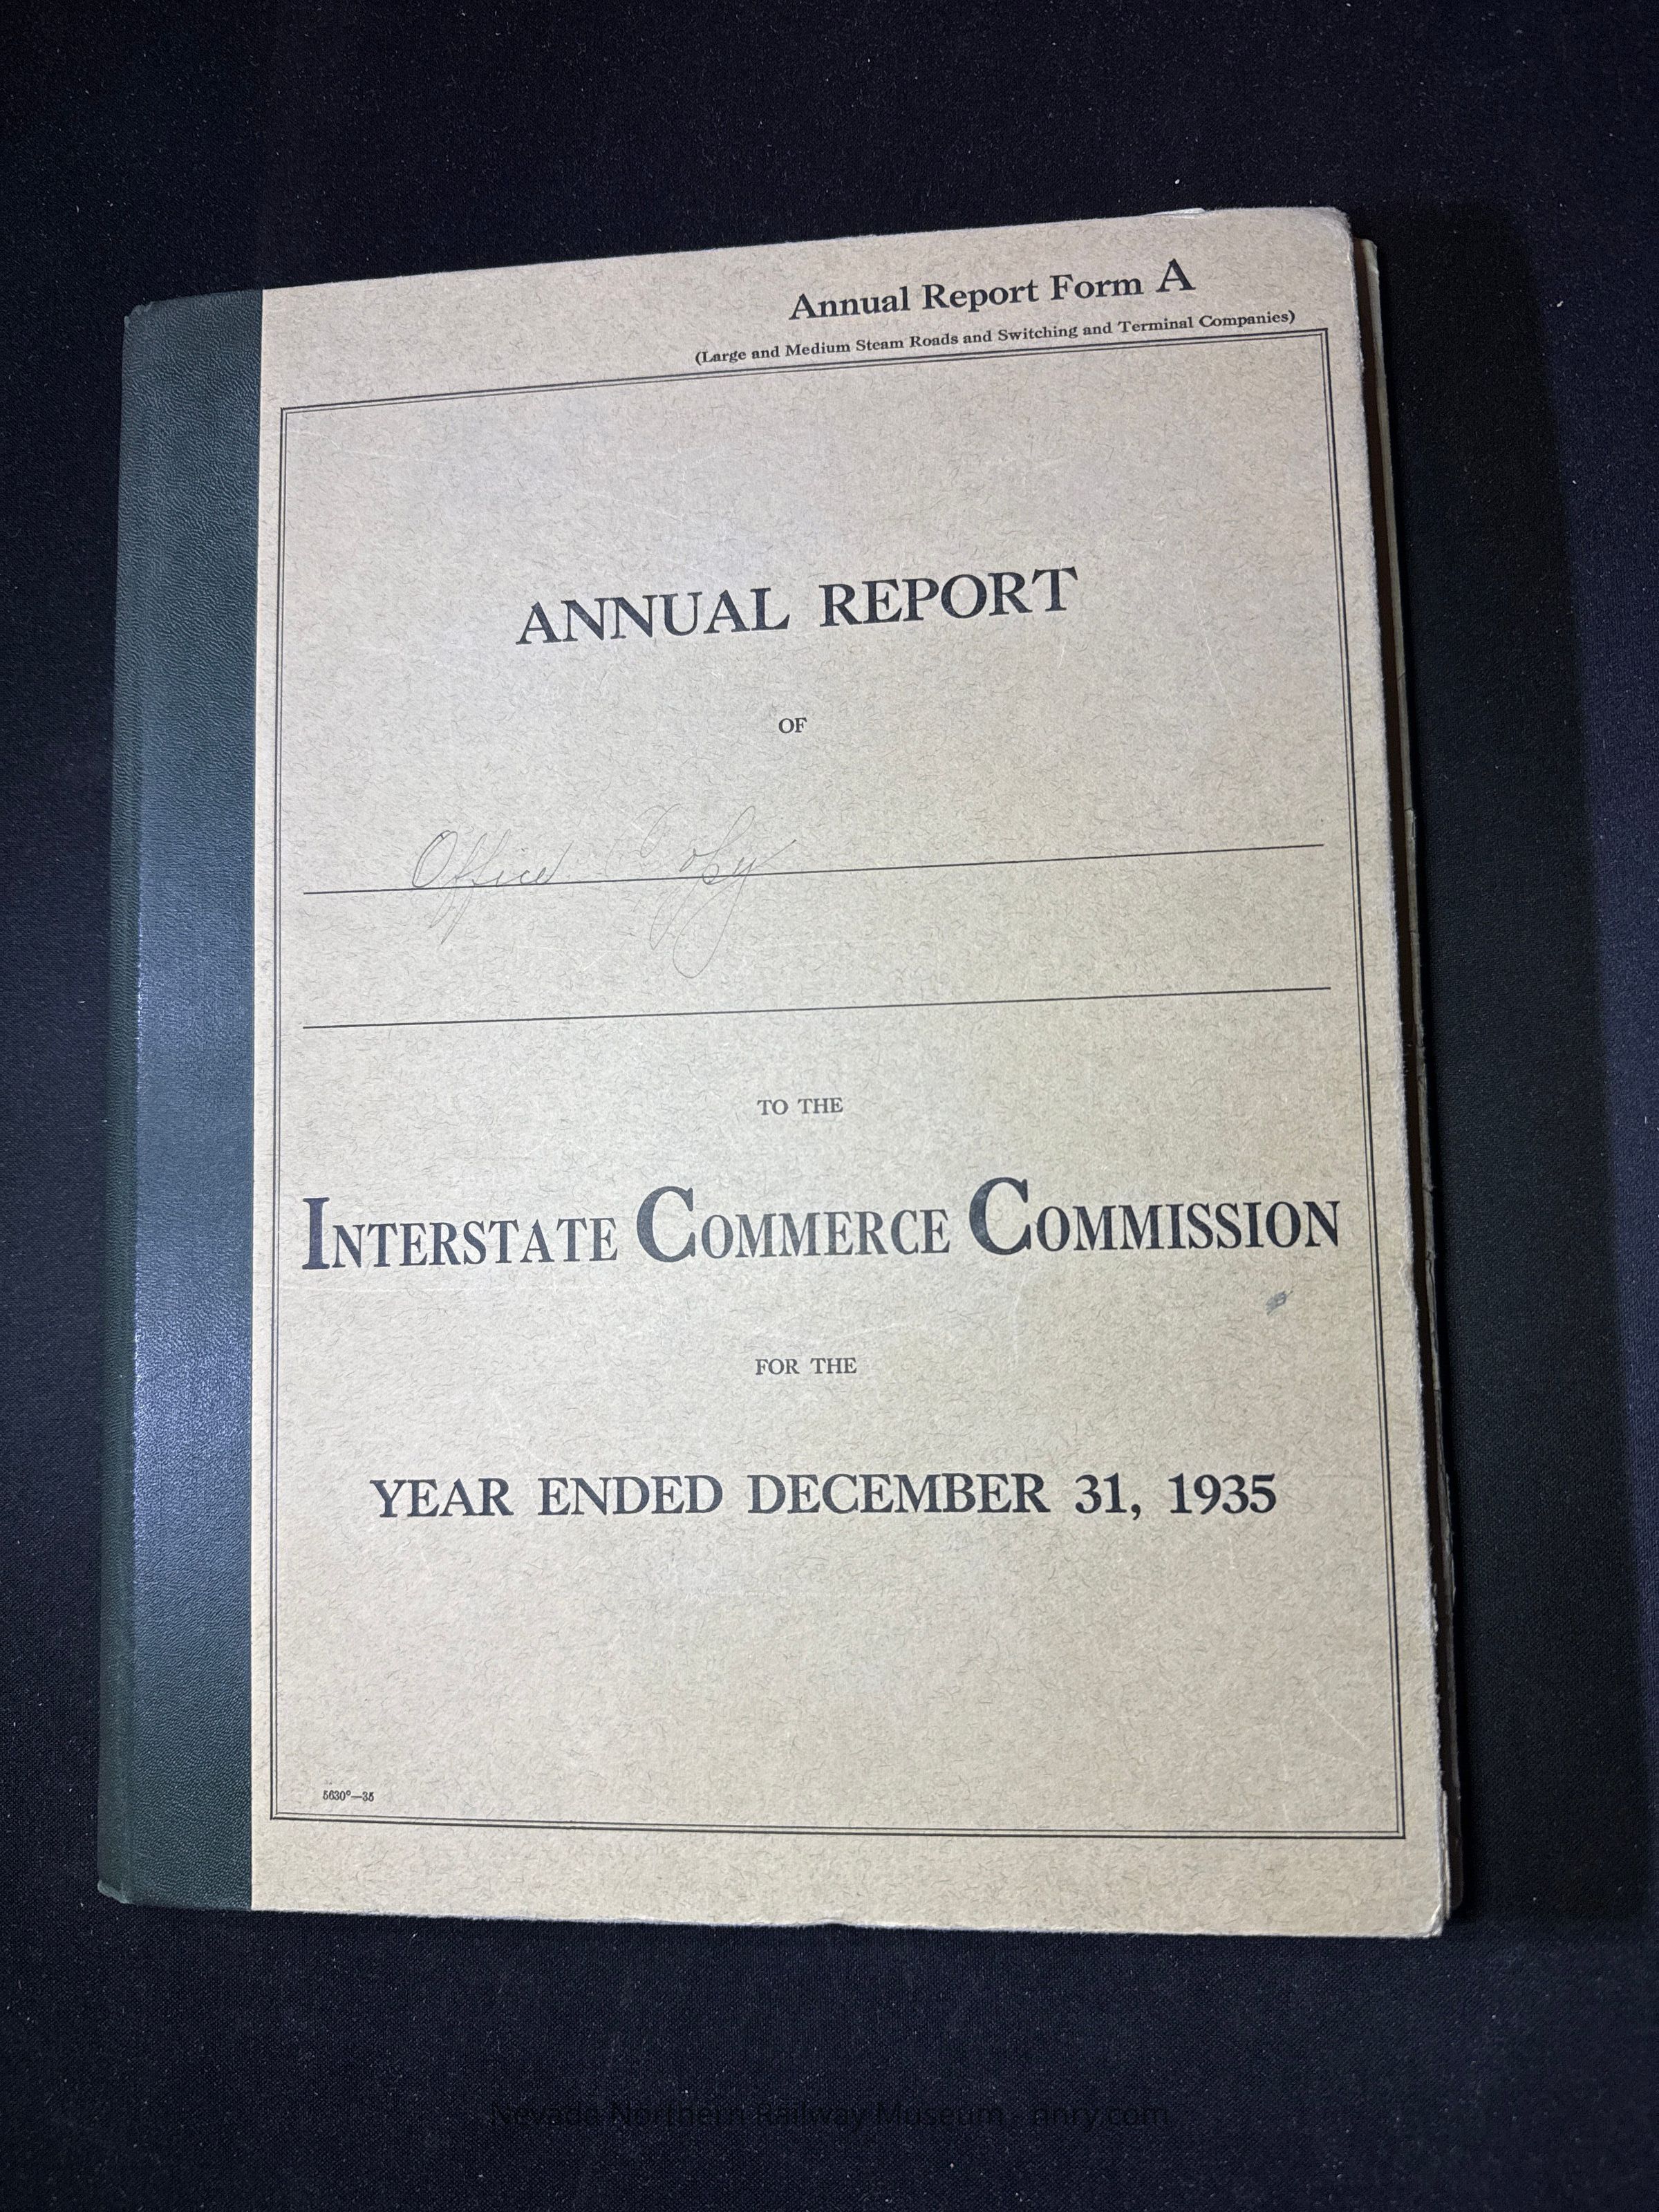 Annual Report Form A
(Large and Medium Steam Roads and Switching and Terminal Companies)
ANNUAL REPORT
OF
Office Copy
TO THE
INTERSTATE COMMERCE COMMISSION
FOR THE
YEAR ENDED DECEMBER 31, 1935
5630°—35
Nevada Northern Railway Museum - nnry.com